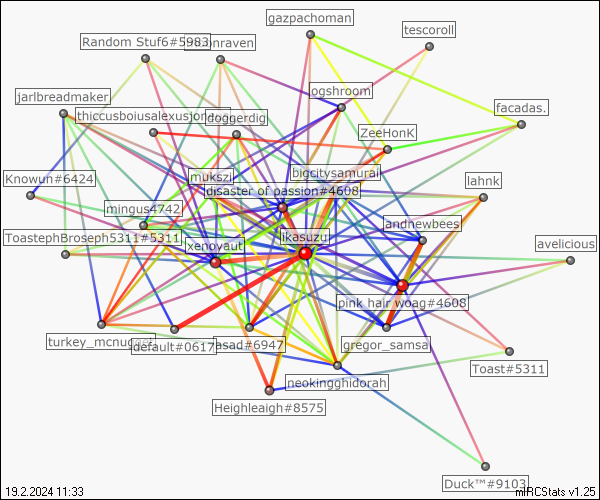 gazpachoman
tescoroll
Random Stuf6#5983
ogshroom
jarlbreadmaker
facadas.
doggerdig
ZeeHonK
mukszi
bigcitysamurai
Knowun#6424
disaster of passion#4608
lahnk
mingus4742
andnewbees
ToastephBroseph5311#5311
xenoyaut
ikasuzu
avelicious
pink hair woag#4608
turkey_mcnugget
default#0617
asad#6947
gregor_samsa
Toast#5311
neokingghidorah
Heighleaigh#8575
Duck™#9103
19.2.2024 11:33
mIRCStats v1.25